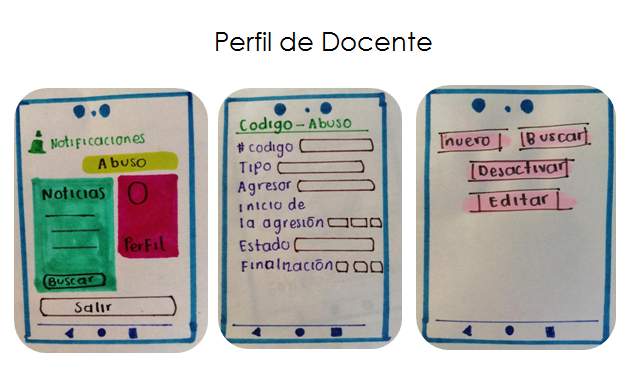 Perfil de Docente
Notificaciones
Abuso
Noticias
Perfil
Buscar
Salir
Codigo - Abuso
# codigo
Tipo
Agresor
inicio de
la agresión
Estado
Finalización
nuevo
Buscar
Desactivar
Editar